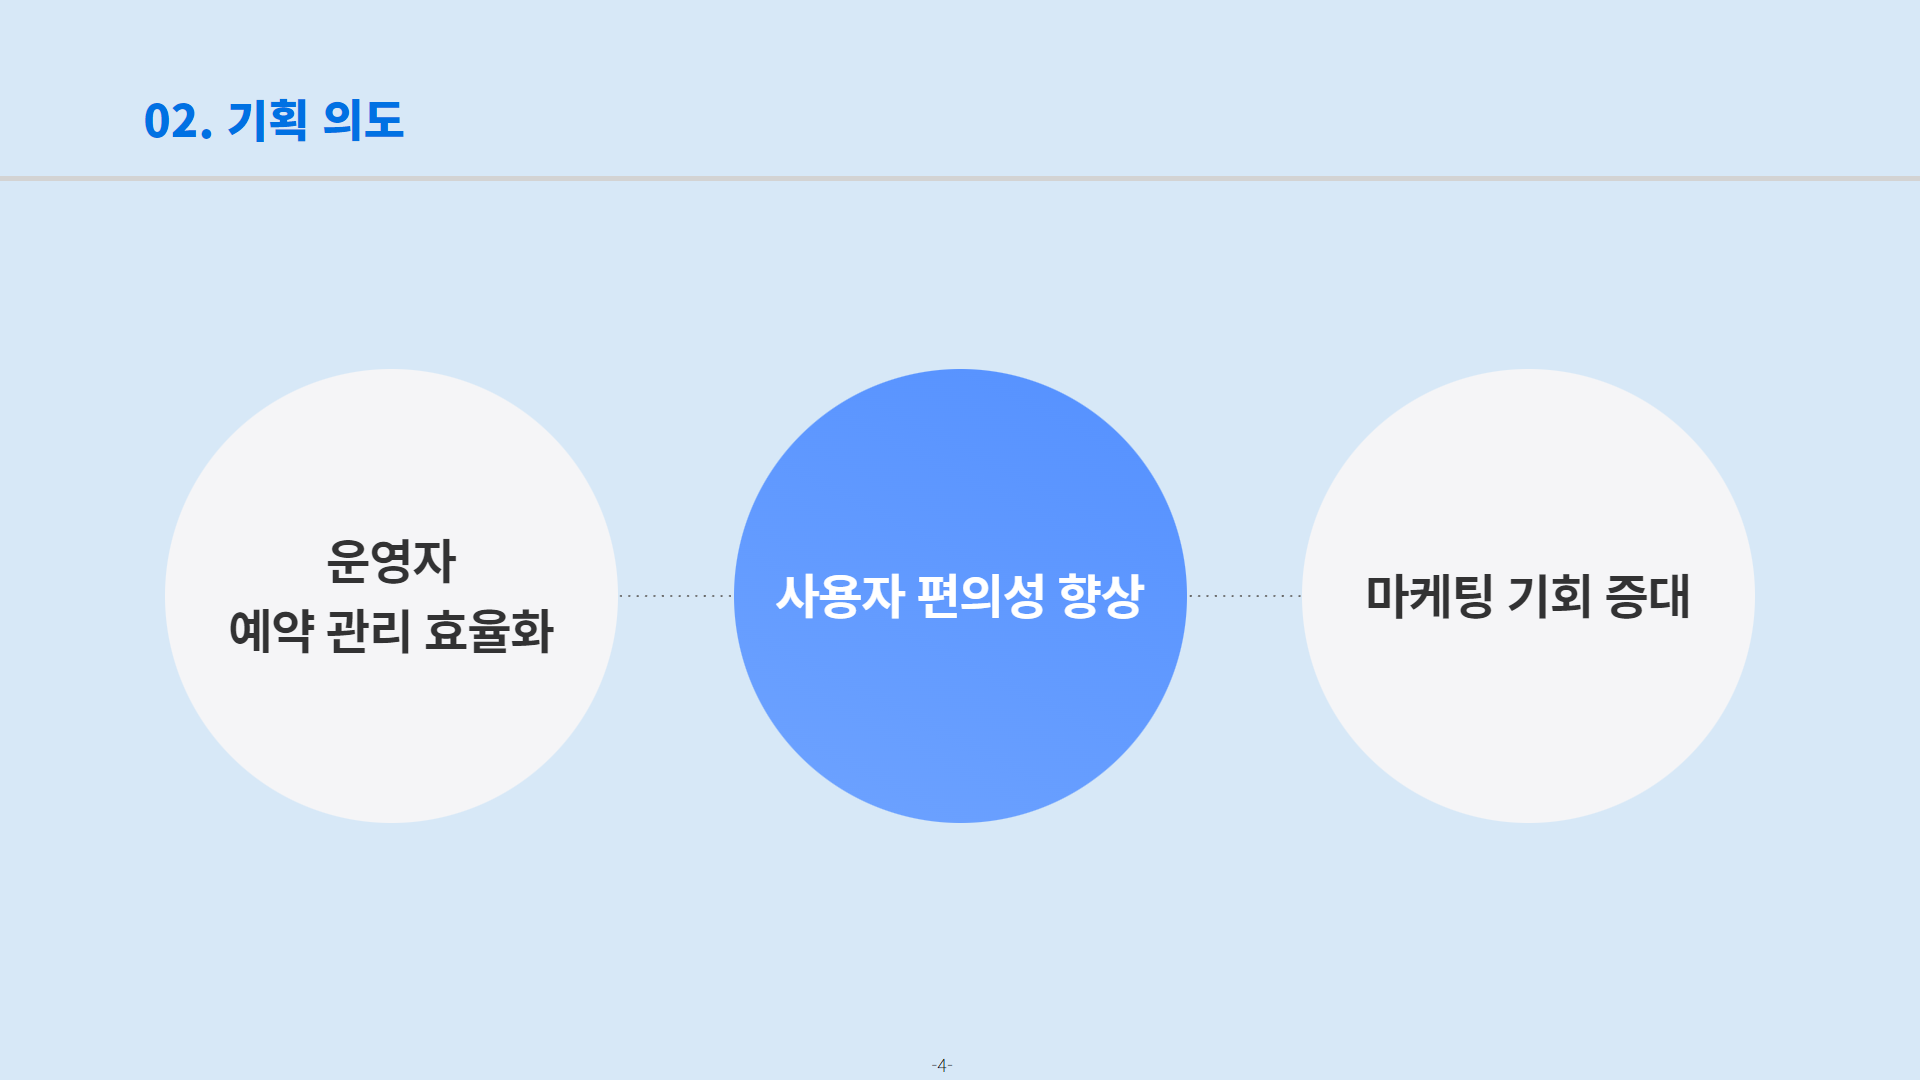 02. 기획 의도
운영자
예약 관리 효율화
사용자 편의성 향상
마케팅 기회 증대
-4-